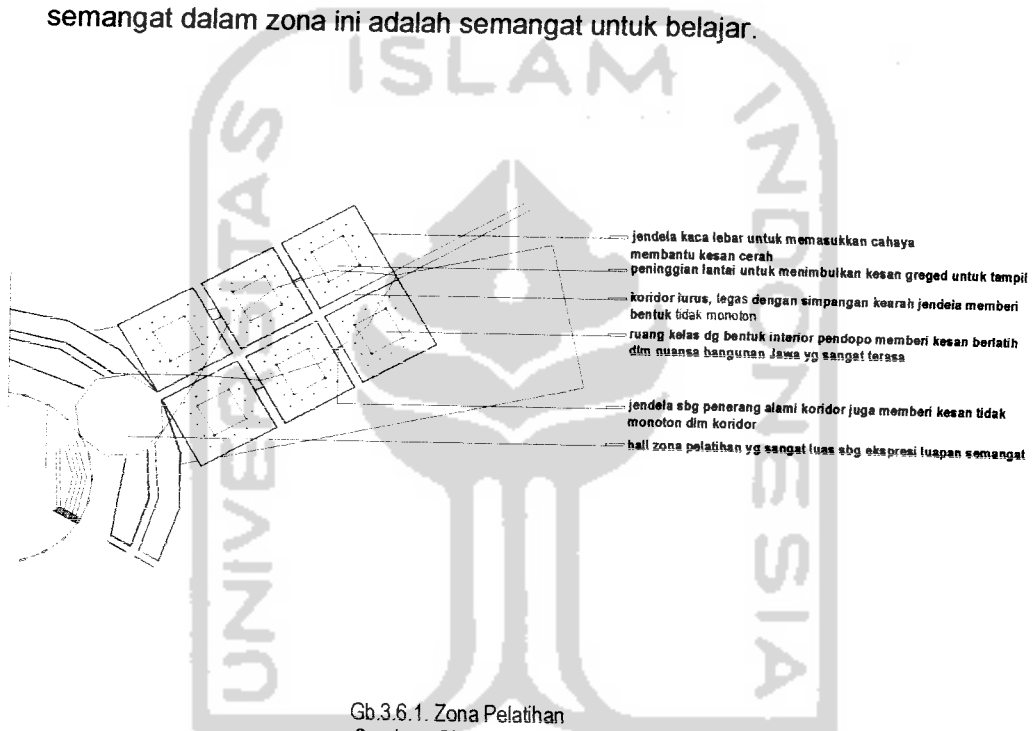 semangat dalam zona ini adalah semangat untuk belajar.
ISLAM
UNIVERSITAS
INDONESIA
jendela kaca lebar untuk memasukkan cahaya
membantu kesan cerah
peninggian lantai untuk menimbulkan kesan greged untuk tampil
koridor lurus, tegas dengan simpangan kearah jendela memberi
bentuk tidak monoton
ruang kelas dg bentuk interior pendopo memberi kesan berlatih
dlm nuansa bangunan Jawa yg sangat terasa
jendela sbg penerang alami koridor juga memberi kesan tidak
monoton dlm koridor
hall zona pelatihan yg sangat luas sbg ekspresi luapan semangat
Gb.3.6.1. Zona Pelatihan